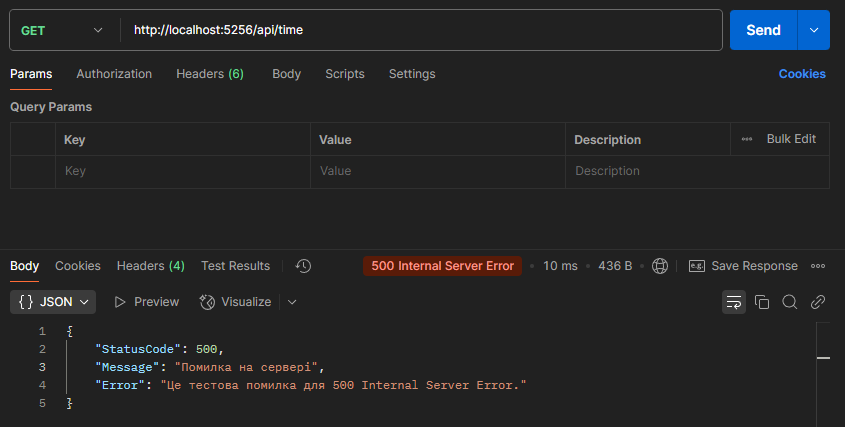 GET http://localhost:5256/api/time Send
Params Authorization Headers (6) Body Scripts Settings Cookies
Query Params
Key Value Description Bulk Edit
Key Value Description
Body Cookies Headers (4) Test Results 500 Internal Server Error • 10 ms • 436 B e.g. Save Response
{ } JSON Preview Visualize
1 {
2 "StatusCode": 500,
3 "Message": "Помилка на сервері",
4 "Error": "Це тестова помилка для 500 Internal Server Error."
5 }